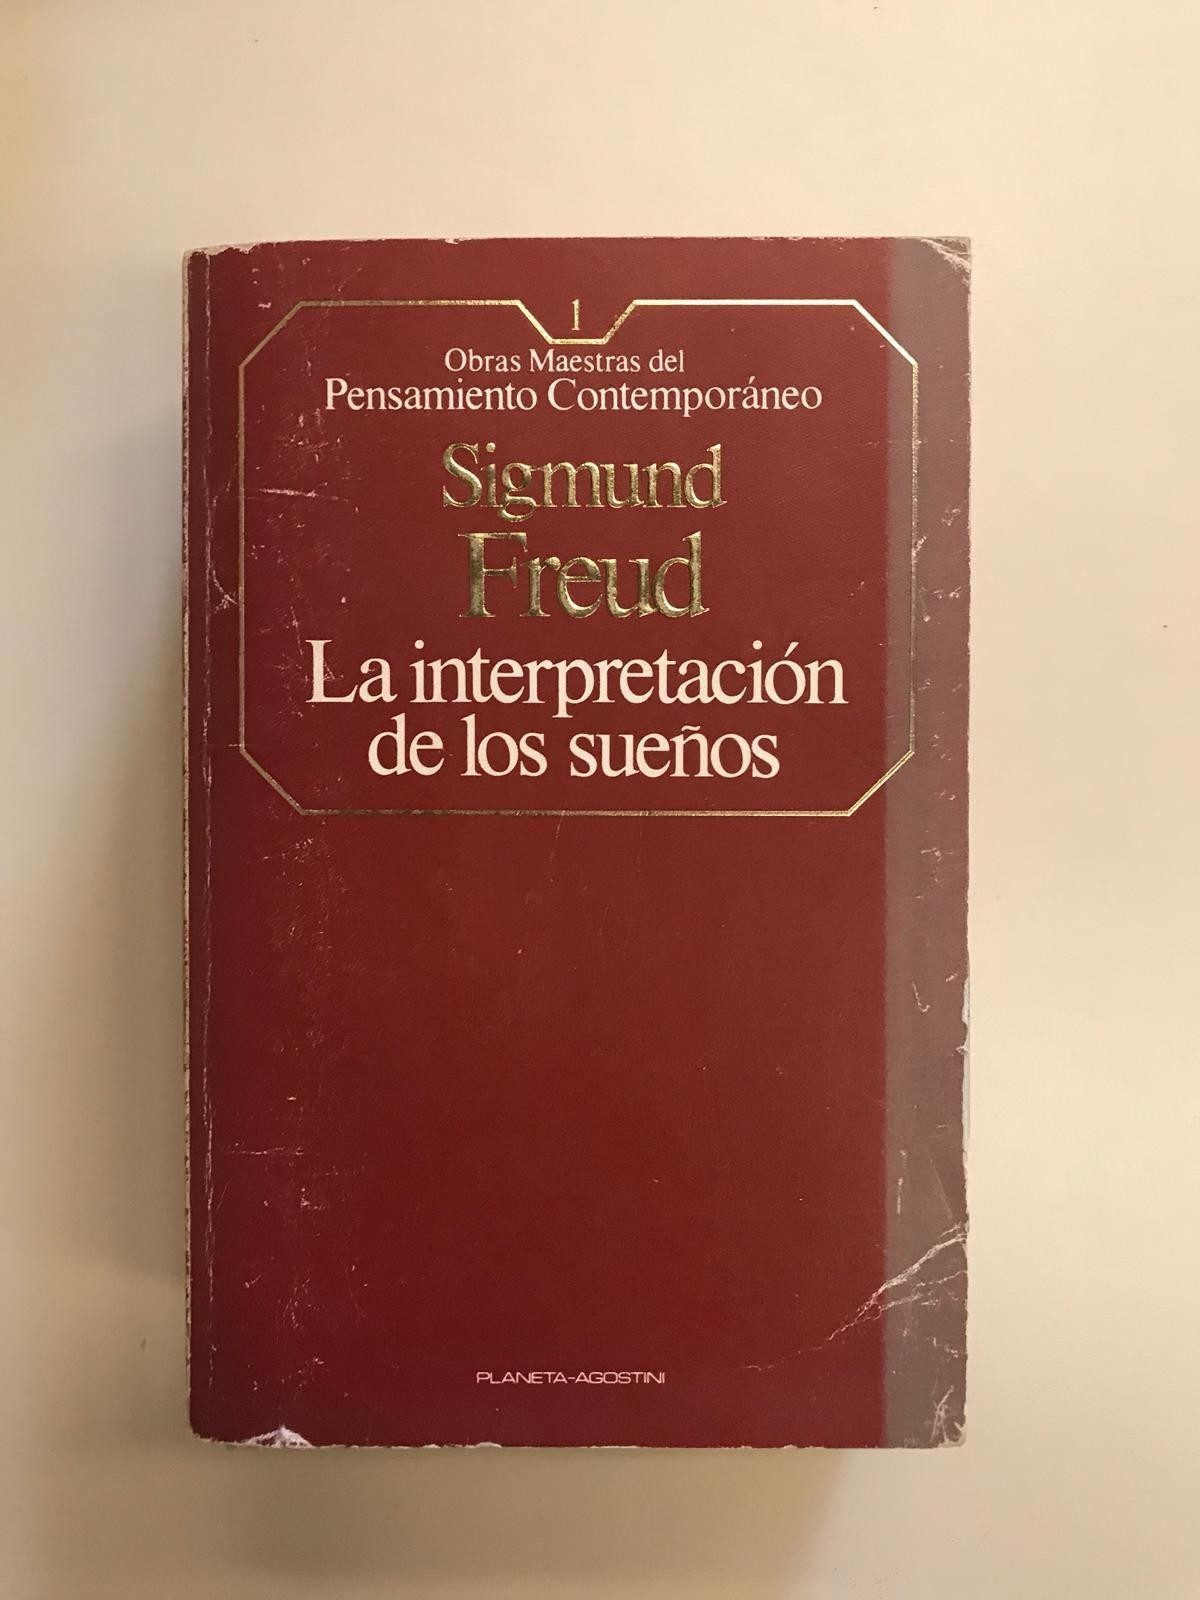 1
Obras Maestras del
Pensamiento Contemporáneo
Sigmund
Freud
La interpretación
de los sueños
PLANETA-AGOSTINI